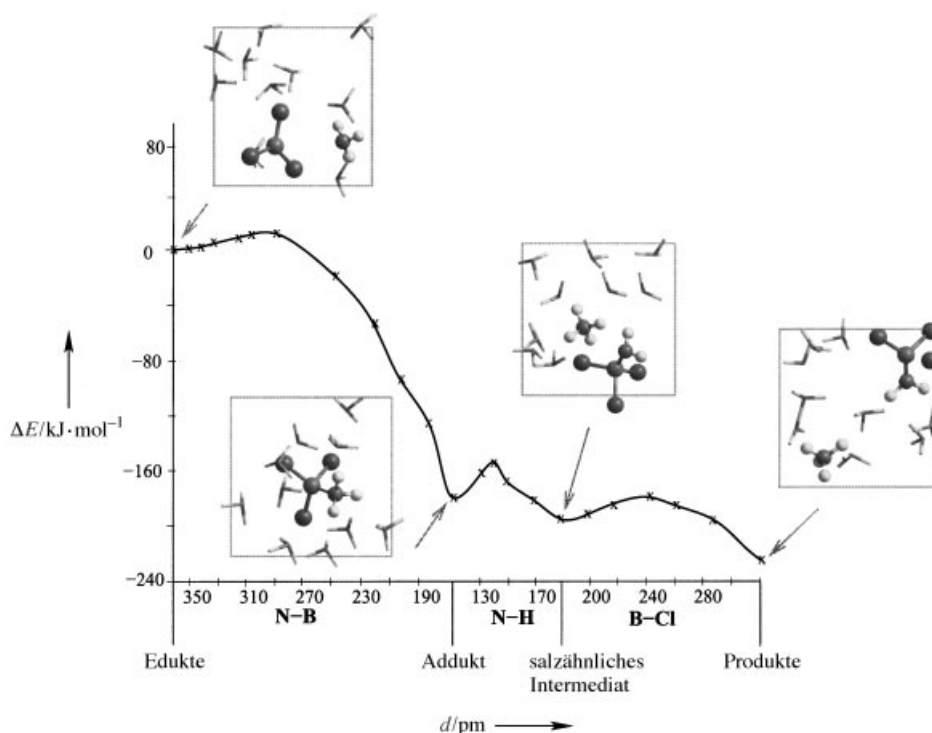 80
0
−80
ΔE/kJ·mol⁻¹
−160
−240
350 310 270 230 190 130 170 200 240 280
N−B N−H B−Cl
Edukte Addukt salzähnliches Produkte
Intermediat
d/pm